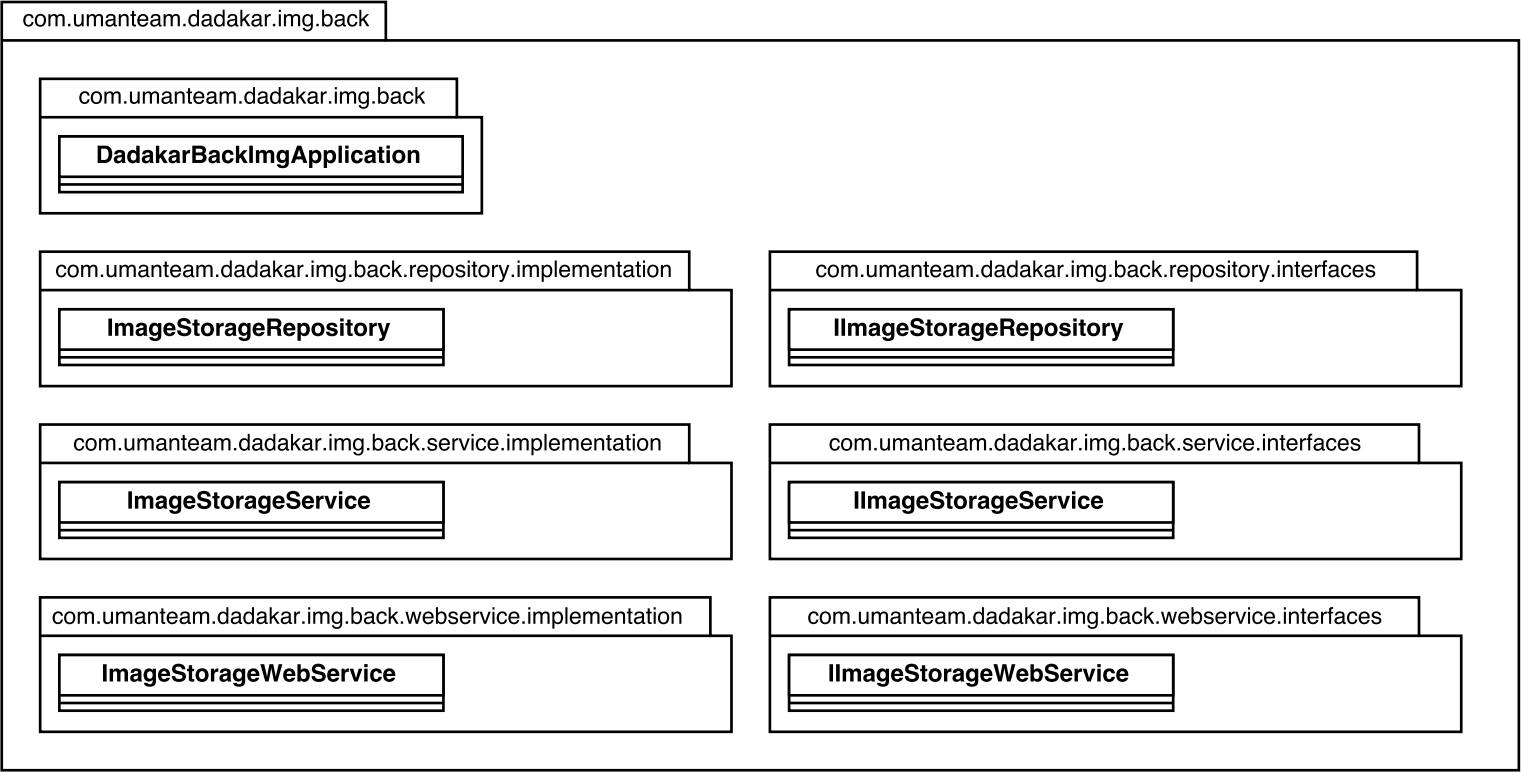 com.umanteam.dadakar.img.back
com.umanteam.dadakar.img.back
DadakarBackImgApplication
com.umanteam.dadakar.img.back.repository.implementation
com.umanteam.dadakar.img.back.repository.interfaces
ImageStorageRepository
IImageStorageRepository
com.umanteam.dadakar.img.back.service.implementation
com.umanteam.dadakar.img.back.service.interfaces
ImageStorageService
IImageStorageService
com.umanteam.dadakar.img.back.webservice.implementation
com.umanteam.dadakar.img.back.webservice.interfaces
ImageStorageWebService
IImageStorageWebService